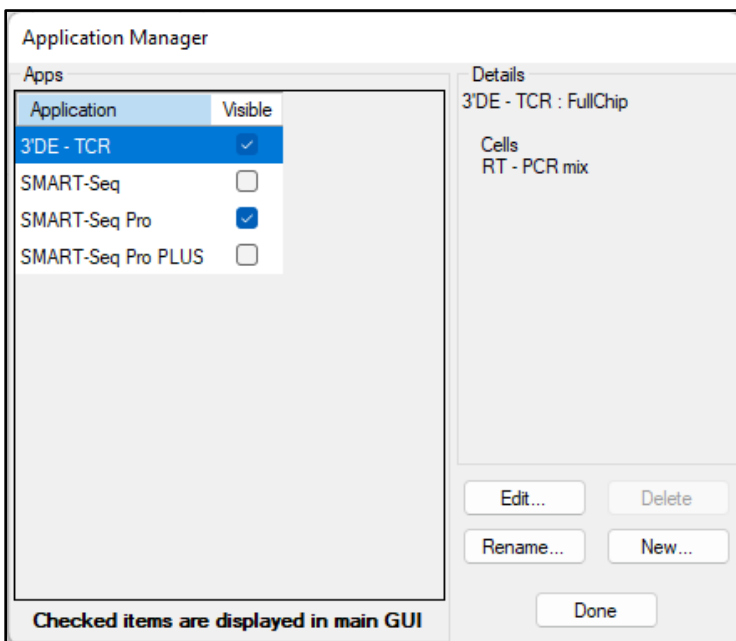 Application Manager
Apps
Application Visible
3'DE - TCR
SMART-Seq
SMART-Seq Pro
SMART-Seq Pro PLUS
Checked items are displayed in main GUI
Details
3'DE - TCR : FullChip
Cells
RT - PCR mix
Edit... Delete
Rename... New...
Done